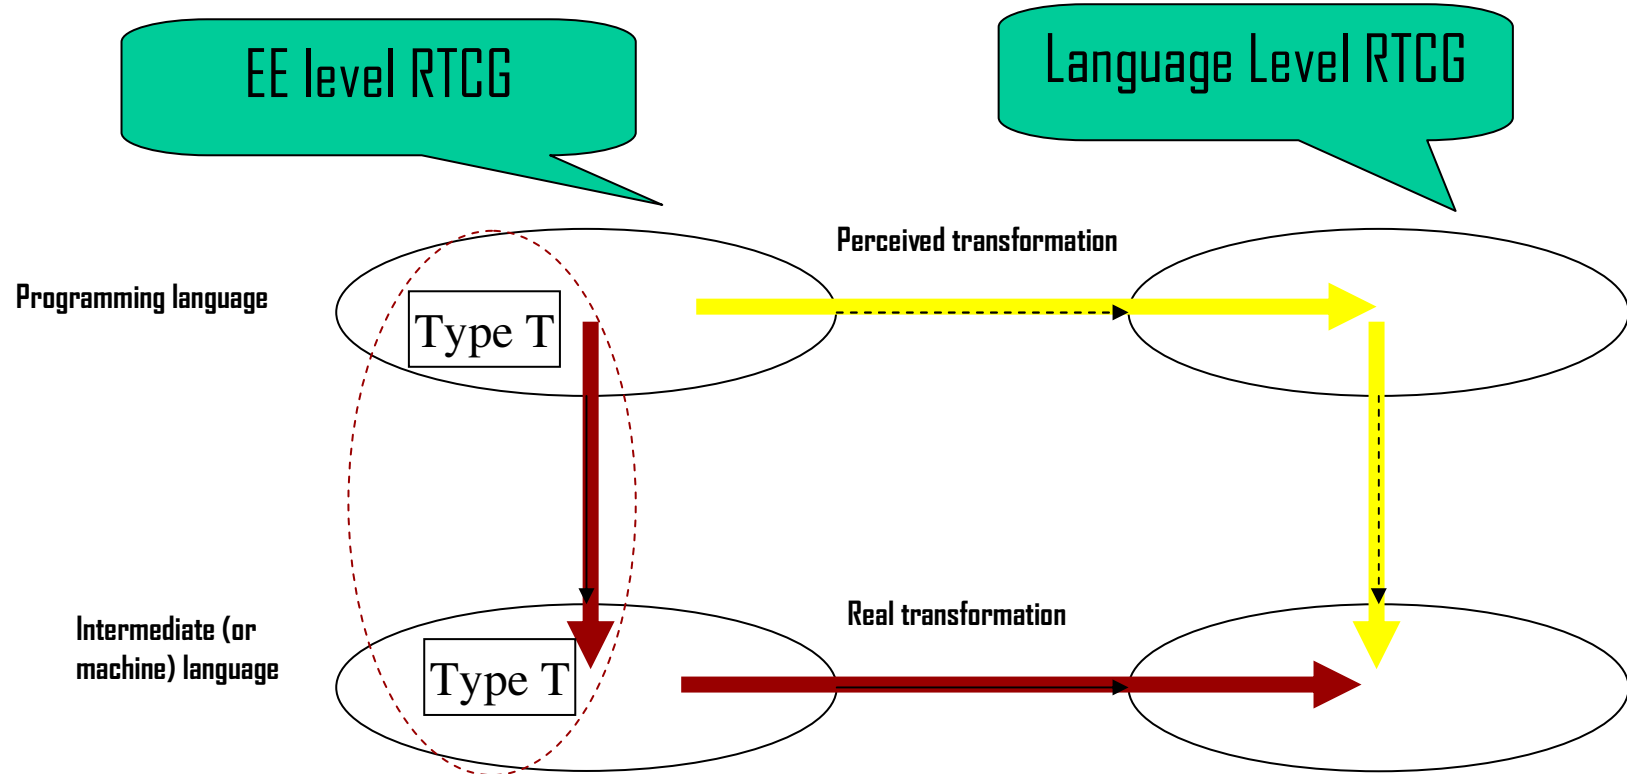 EE level RTCG
Language Level RTCG
Perceived transformation
Programming language
Type T
Real transformation
Intermediate (or
machine) language
Type T